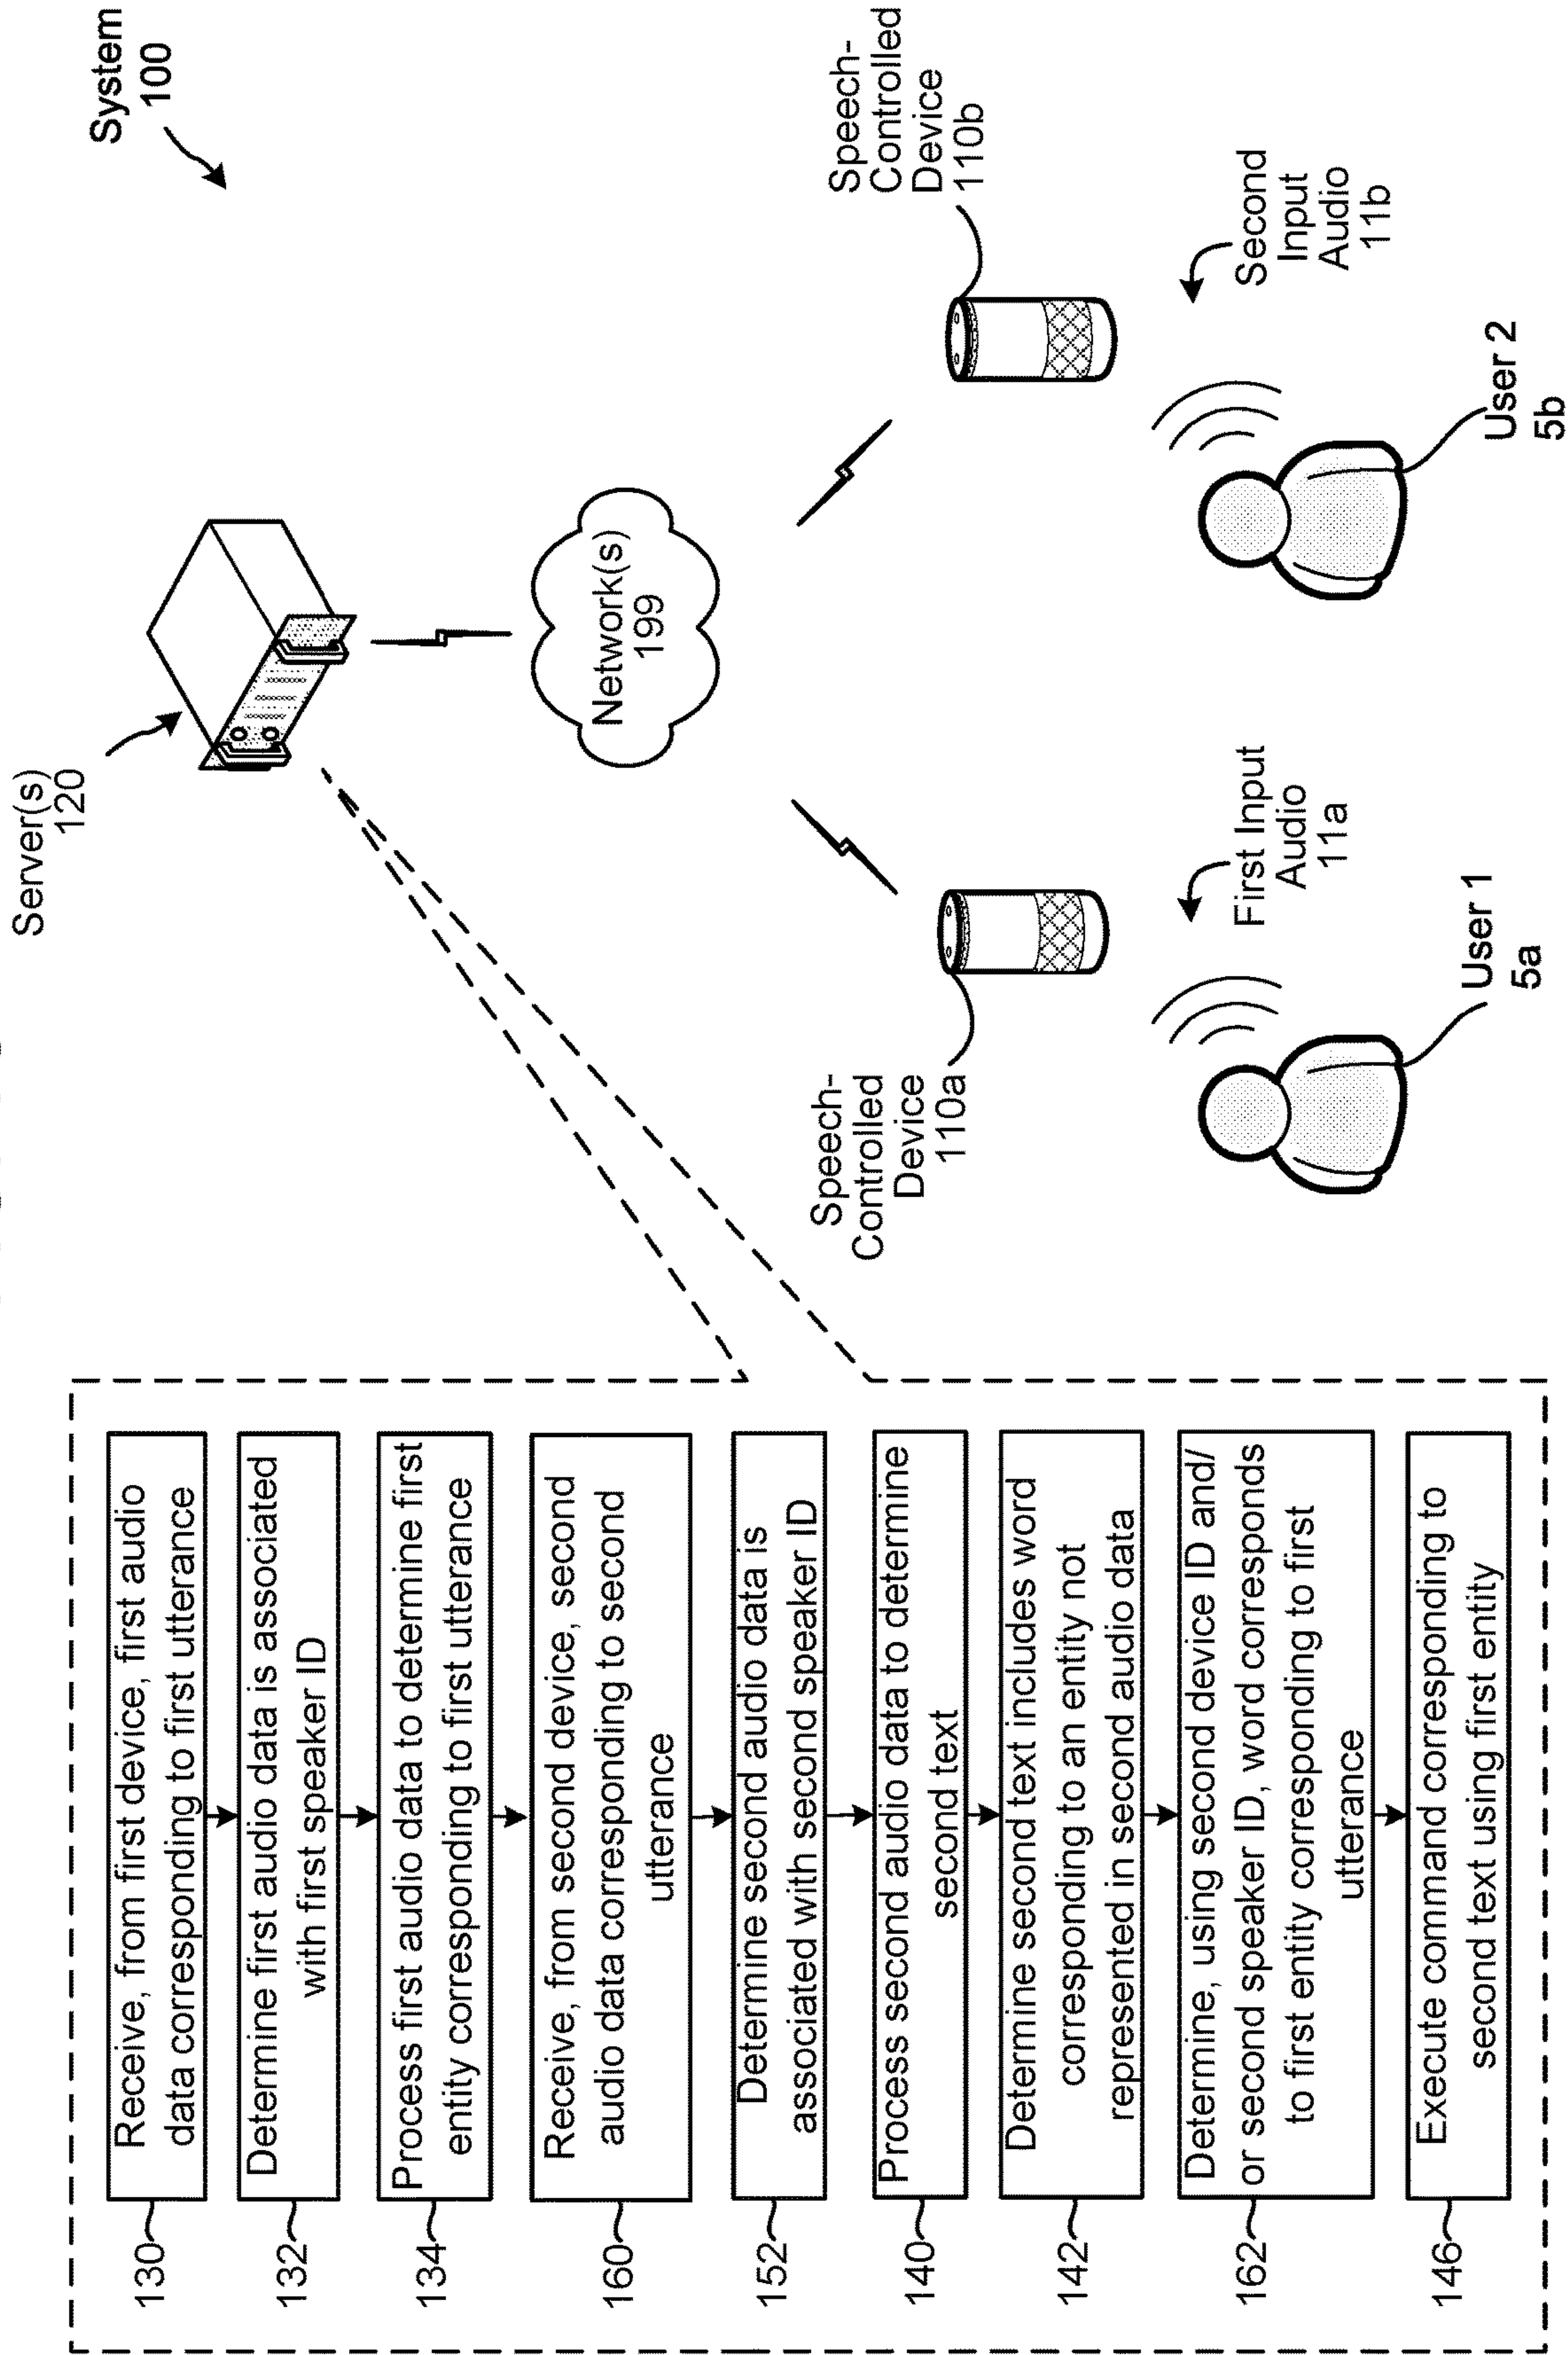 System
100
Server(s)
120
Receive, from first device, first audio
data corresponding to first utterance
130
Determine first audio data is associated
with first speaker ID
132
Process first audio data to determine first
entity corresponding to first utterance
134
Receive, from second device, second
audio data corresponding to second
utterance
160
Determine second audio data is
associated with second speaker ID
152
Process second audio data to determine
second text
140
Determine second text includes word
corresponding to an entity not
represented in second audio data
142
Determine, using second device ID and/
or second speaker ID, word corresponds
to first entity corresponding to first
utterance
162
Execute command corresponding to
second text using first entity
146
Network(s)
199
Speech-
Controlled
Device
110a
Speech-
Controlled
Device
110b
First Input
Audio
11a
Second
Input
Audio
11b
User 1
5a
User 2
5b